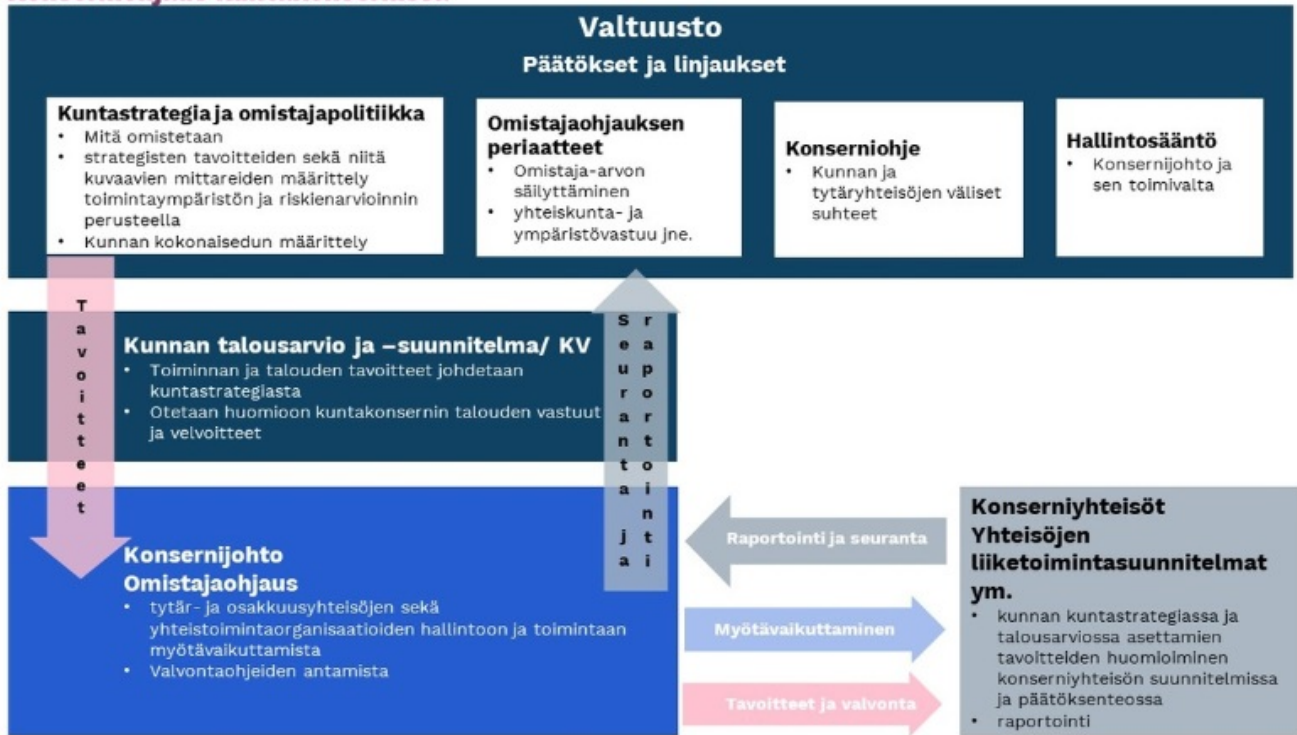 Valtuusto
Päätökset ja linjaukset
Kuntastrategia ja omistajapolitiikka
• Mitä omistetaan
• strategisten tavoitteiden sekä niitä
kuvaavien mittareiden määrittely
toimintaympäristön ja riskienarvioinnin
perusteella
• Kunnan kokonaisedun määrittely
Omistajaohjauksen
periaatteet
• Omistaja-arvon
säilyttäminen
• yhteiskunta- ja
ympäristövastuu jne.
Konserniohje
• Kunnan ja
tytäryhteisöjen väliset
suhteet
Hallintosääntö
• Konsernijohto ja
sen toimivalta
Tavoitteet
Kunnan talousarvio ja –suunnitelma/ KV
• Toiminnan ja talouden tavoitteet johdetaan
kuntastrategiasta
• Otetaan huomioon kuntakonsernin talouden vastuut
ja velvoitteet
Seuranta ja
raportointi
Konsernijohto
Omistajaohjaus
• tytär- ja osakkuusyhteisöjen sekä
yhteistoimintaorganisaatioiden hallintoon ja toimintaan
myötävaikuttamista
• Valvontaohjeiden antamista
Raportointi ja seuranta
Myötävaikuttaminen
Tavoitteet ja valvonta
Konserniyhteisöt
Yhteisöjen
liiketoimintasuunnitelmat
ym.
• kunnan kuntastrategiassa ja
talousarviossa asettamien
tavoitteiden huomioiminen
konserniyhteisön suunnitelmissa
ja päätöksenteossa
• raportointi